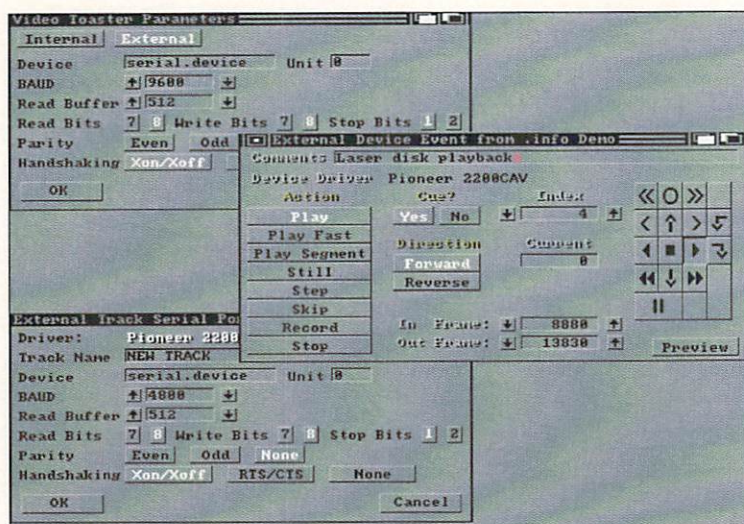 Video Toaster Parameters
Internal External
Device serial.device Unit 0
BAUD 9600
Read Buffer 512
Read Bits 7 8 Write Bits 7 8 Stop Bits 1 2
Parity Even Odd
Handshaking Xon/Xoff
OK
External Device Event from .info Demo
Comments Laser disk playback
Device Driver Pioneer 2200CAV
Action Cue? Index
Play Yes No 4
Play Fast
Play Segment Direction Current
Still Forward 0
Step Reverse
Skip
Record In Frame: 8880
Stop Out Frame: 13830
Preview
External Track Serial Po
Driver: Pioneer 2200
Track Name NEW TRACK
Device serial.device Unit 0
BAUD 4800
Read Buffer 512
Read Bits 7 8 Write Bits 7 8 Stop Bits 1 2
Parity Even Odd None
Handshaking Xon/Xoff RTS/CTS None
OK Cancel